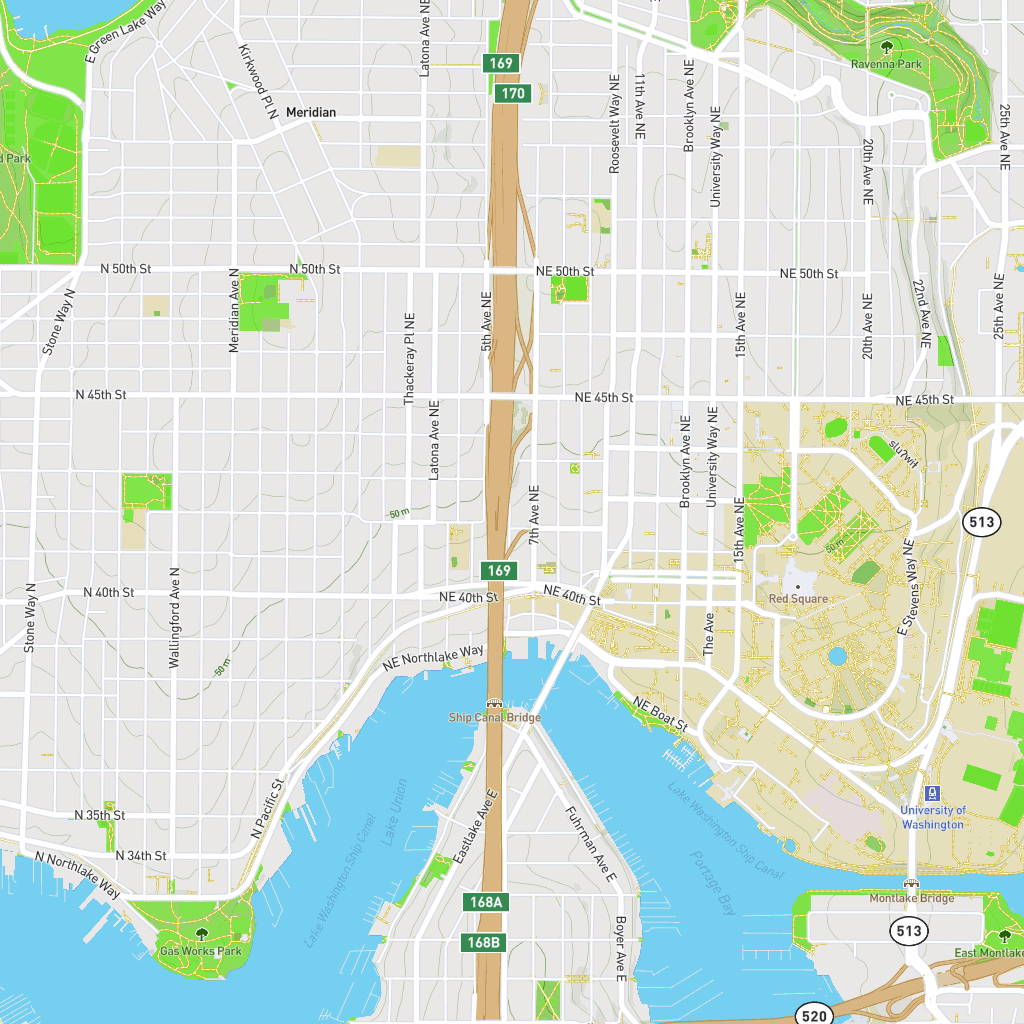 E Green Lake Way
Latona Ave NE
169
170
Kirkwood Pl N
Meridian
Roosevelt Way NE
11th Ave NE
Brooklyn Ave NE
University Way NE
Ravenna Park
25th Ave NE
20th Ave NE
d Park
N 50th St
N 50th St
NE 50th St
NE 50th St
Stone Way N
Meridian Ave N
Thackeray Pl NE
5th Ave NE
15th Ave NE
20th Ave NE
22nd Ave NE
25th Ave NE
N 45th St
NE 45th St
NE 45th St
Latona Ave NE
Brooklyn Ave NE
University Way NE
sluʔwiɬ
50 m
7th Ave NE
15th Ave NE
513
50 m
169
Red Square
E Stevens Way NE
N 40th St
NE 40th St
NE 40th St
Stone Way N
Wallingford Ave N
The Ave
50 m
NE Northlake Way
Ship Canal Bridge
NE Boat St
N Pacific St
Lake Union
Lake Washington Ship Canal
Eastlake Ave E
Fuhrman Ave E
Lake Washington Ship Canal
Portage Bay
University of
Washington
N 35th St
N 34th St
N Northlake Way
168A
168B
Boyer Ave E
Montlake Bridge
513
Gas Works Park
East Montlake
520